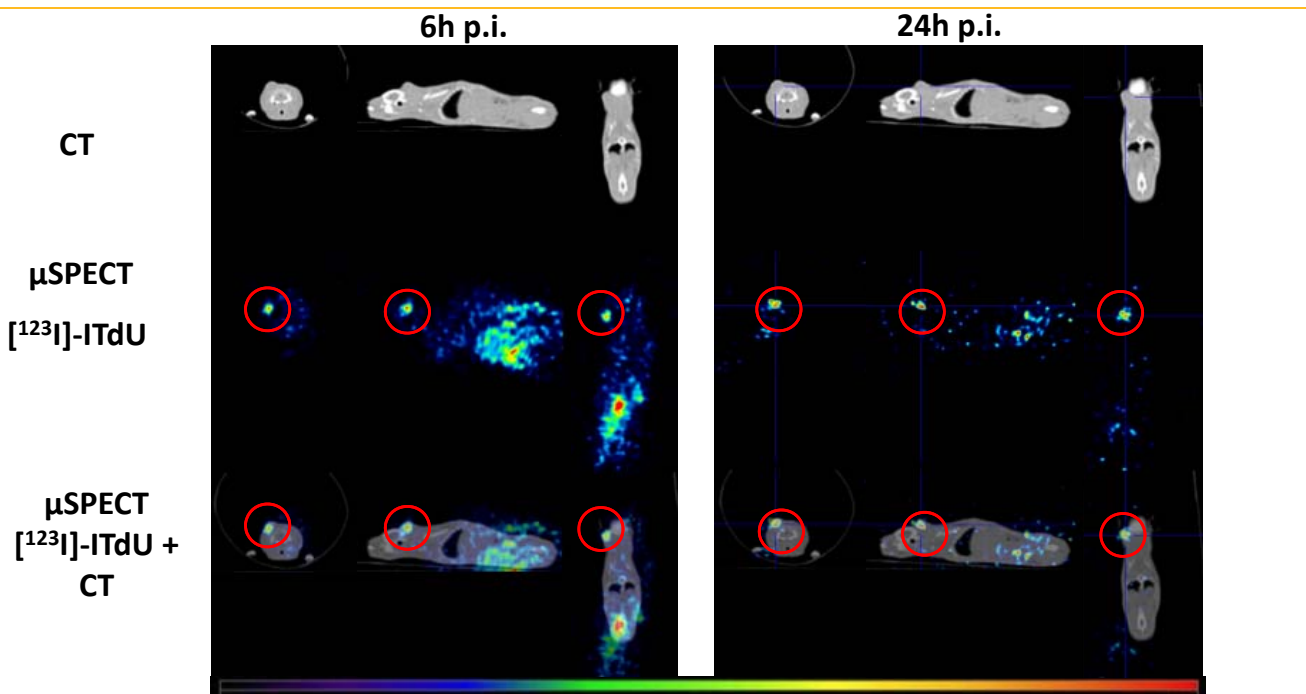 6h p.i.
24h p.i.
CT
µSPECT
[¹²³I]-ITdU
µSPECT
[¹²³I]-ITdU +
CT